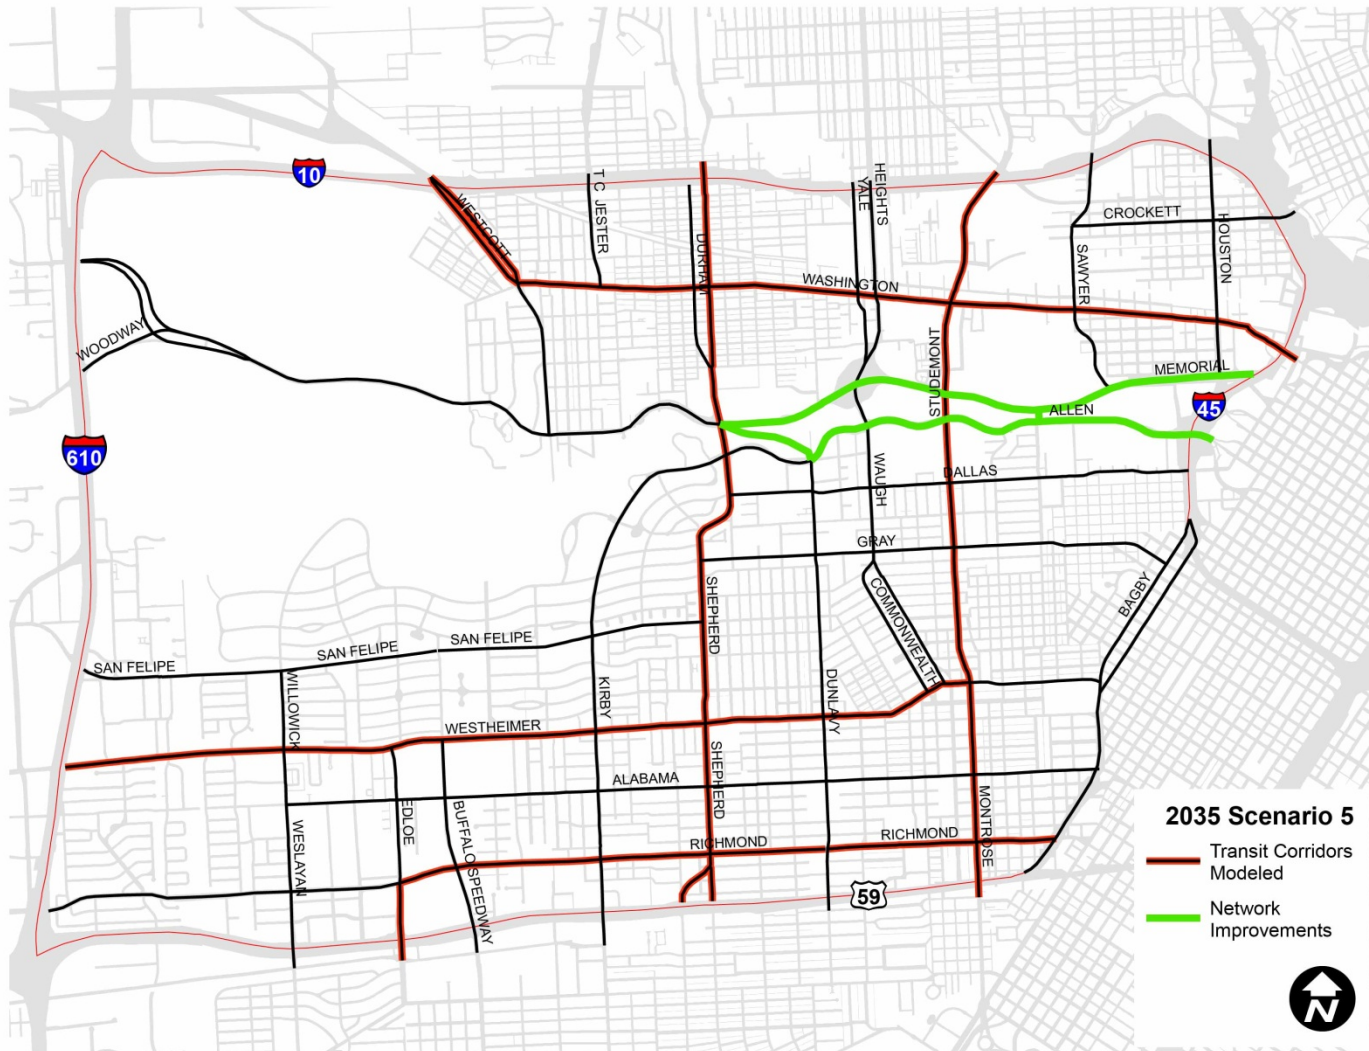 10
T C JESTER
HEIGHTS
YALE
WESTCOTT
DURHAM
CROCKETT
HOUSTON
SAWYER
WASHINGTON
WOODWAY
STUDEMONT
MEMORIAL
ALLEN
45
610
WAUGH
DALLAS
GRAY
COMMONWEALTH
BAGBY
SHEPHERD
SAN FELIPE
SAN FELIPE
SAN FELIPE
WILLOWICK
KIRBY
DUNLAVY
WESTHEIMER
SHEPHERD
ALABAMA
MONTROSE
EDLOE
BUFFALO SPEEDWAY
WESLAYAN
RICHMOND
RICHMOND
59
2035 Scenario 5
Transit Corridors
Modeled
Network
Improvements
N